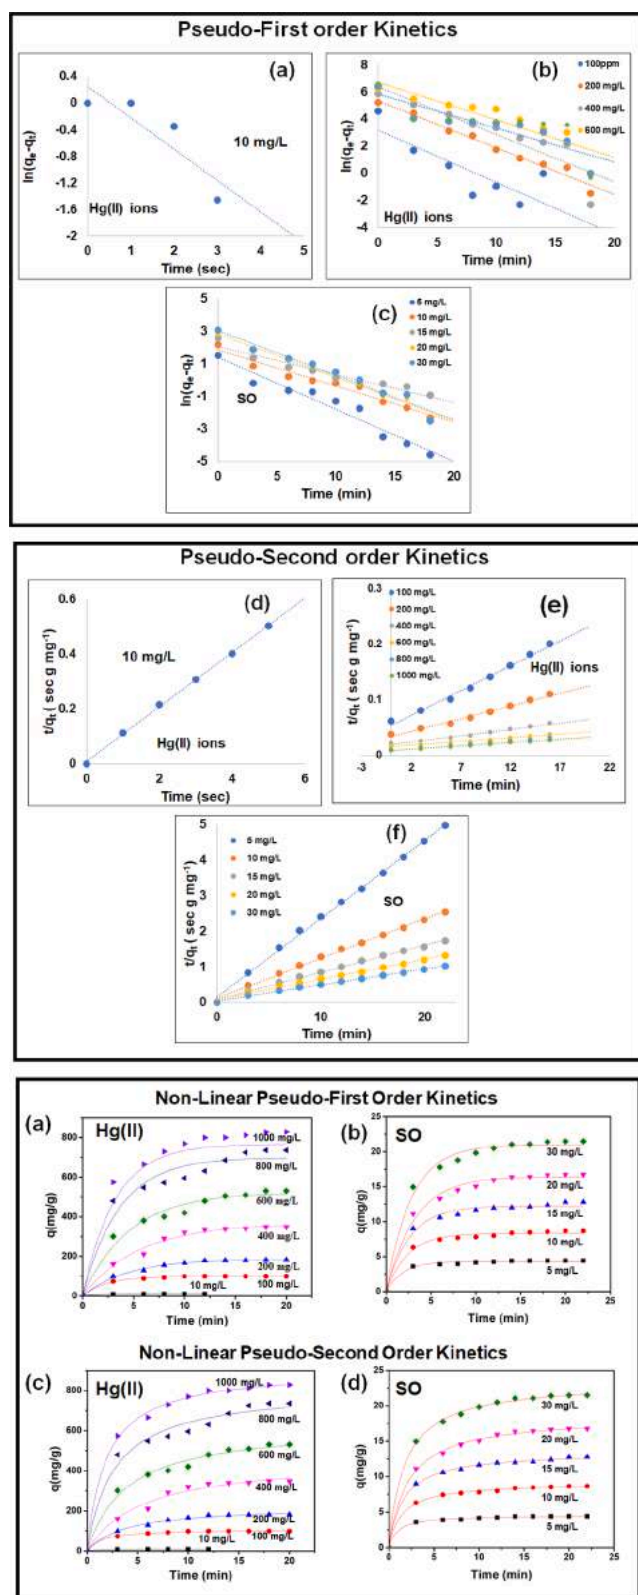 Pseudo-First order Kinetics
(a)
0.4
0
-0.4
-0.8
-1.2
-1.6
-2
ln(qe-qt)
10 mg/L
Hg(II) ions
0 1 2 3 4 5
Time (sec)
(b)
8
6
4
2
0
-2
-4
ln(qe-qt)
100ppm
200 mg/L
400 mg/L
600 mg/L
Hg(II) ions
0 5 10 15 20
Time (min)
(c)
5
3
1
-1
-3
-5
ln(qe-qt)
5 mg/L
10 mg/L
15 mg/L
20 mg/L
30 mg/L
SO
0 5 10 15 20
Time (min)
Pseudo-Second order Kinetics
(d)
0.6
0.4
0.2
0
t/qt ( sec g mg-1)
10 mg/L
Hg(II) ions
0 2 4 6
Time (sec)
(e)
0.3
0.2
0.1
0
t/qt ( sec g mg-1)
100 mg/L
200 mg/L
400 mg/L
600 mg/L
800 mg/L
1000 mg/L
Hg(II) ions
-3 2 7 12 17 22
Time (min)
(f)
5
4
3
2
1
0
t/qt ( sec g mg-1)
5 mg/L
10 mg/L
15 mg/L
20 mg/L
30 mg/L
SO
0 10 20
Time (min)
Non-Linear Pseudo-First Order Kinetics
(a)
Hg(II)
800
600
400
200
0
q(mg/g)
1000 mg/L
800 mg/L
600 mg/L
400 mg/L
200 mg/L
10 mg/L 100 mg/L
0 5 10 15 20
Time (min)
(b)
SO
25
20
15
10
5
0
q(mg/g)
30 mg/L
20 mg/L
15 mg/L
10 mg/L
5 mg/L
0 5 10 15 20 25
Time (min)
Non-Linear Pseudo-Second Order Kinetics
(c)
Hg(II)
800
600
400
200
0
q(mg/g)
1000 mg/L
800 mg/L
600 mg/L
400 mg/L
200 mg/L
10 mg/L 100 mg/L
0 5 10 15 20
Time (min)
(d)
SO
25
20
15
10
5
0
q(mg/g)
30 mg/L
20 mg/L
15 mg/L
10 mg/L
5 mg/L
0 5 10 15 20 25
Time (min)